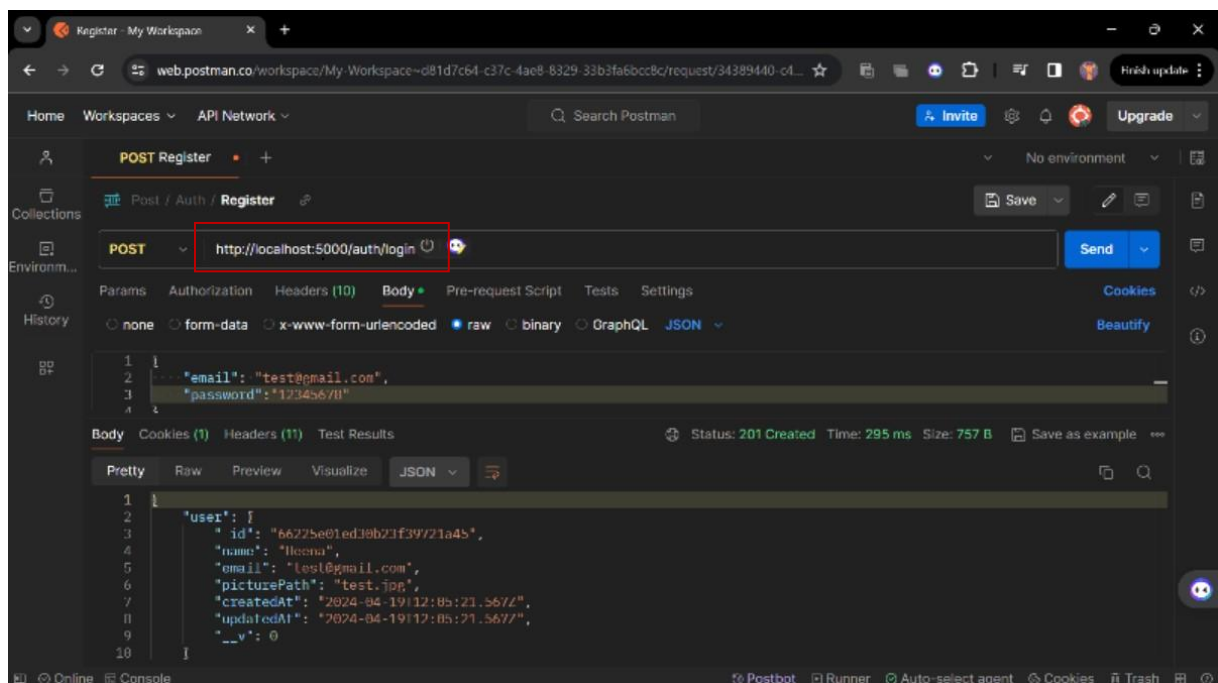 Register - My Workspace
web.postman.co/workspace/My-Workspace~d81d7c64-c37c-4ae8-8329-33b3fa6bcc8c/request/34389440-c4...
Finish update
Home Workspaces API Network Search Postman Invite Upgrade
POST Register No environment
Collections
Post / Auth / Register Save
POST http://localhost:5000/auth/login Send
Environm...
Params Authorization Headers (10) Body Pre-request Script Tests Settings Cookies
History
none form-data x-www-form-urlencoded raw binary GraphQL JSON Beautify
1 {
2 "email": "test@gmail.com",
3 "password":"12345678"
4 }
Body Cookies (1) Headers (11) Test Results Status: 201 Created Time: 295 ms Size: 757 B Save as example
Pretty Raw Preview Visualize JSON
1 {
2 "user": {
3 "_id": "66225e01ed30b23f39721a45",
4 "name":
5 "email": "test@gmail.com",
6 "picturePath": "test.jpg",
7 "createdAt": "2024-04-19T12:05:21.567Z",
8 "updatedAt": "2024-04-19T12:05:21.567Z",
9 "__v": 0
10 }
Online Console Postbot Runner Auto-select agent Cookies Trash